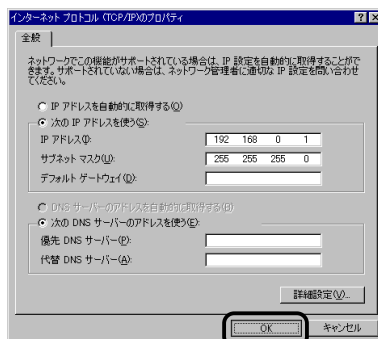 インターネット プロトコル (TCP/IP)のプロパティ
全般
ネットワークでこの機能がサポートされている場合は、IP 設定を自動的に取得することがで
きます。サポートされていない場合は、ネットワーク管理者に適切な IP 設定を問い合わせ
てください。
IP アドレスを自動的に取得する(O)
次の IP アドレスを使う(S):
IP アドレス(I): 192 168 0 1
サブネット マスク(U): 255 255 255 0
デフォルト ゲートウェイ(D):
DNS サーバーのアドレスを自動的に取得する(B)
次の DNS サーバーのアドレスを使う(E):
優先 DNS サーバー(P):
代替 DNS サーバー(A):
詳細設定(V)...
OK キャンセル